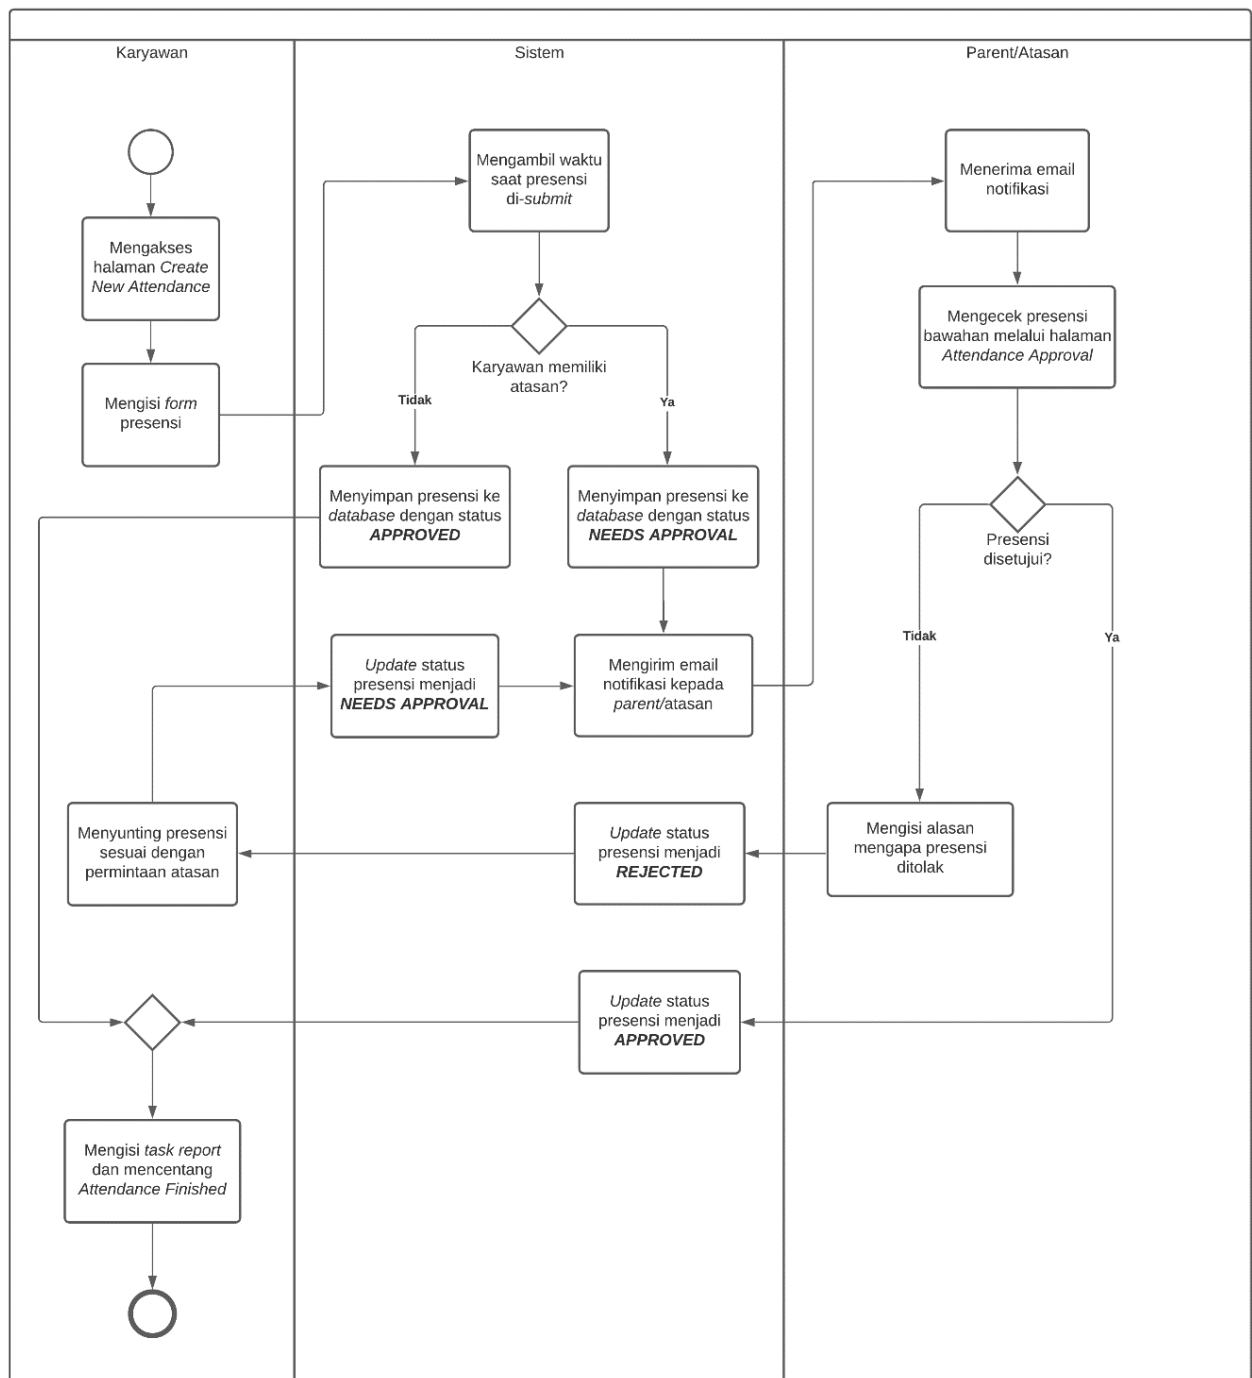 Karyawan
Sistem
Parent/Atasan
Mengakses
halaman Create
New Attendance
Mengisi form
presensi
Mengambil waktu
saat presensi
di-submit
Karyawan memiliki
atasan?
Tidak
Ya
Menyimpan presensi ke
database dengan status
APPROVED
Menyimpan presensi ke
database dengan status
NEEDS APPROVAL
Update status
presensi menjadi
NEEDS APPROVAL
Mengirim email
notifikasi kepada
parent/atasan
Menerima email
notifikasi
Mengecek presensi
bawahan melalui halaman
Attendance Approval
Presensi
disetujui?
Tidak
Ya
Mengisi alasan
mengapa presensi
ditolak
Update status
presensi menjadi
REJECTED
Menyunting presensi
sesuai dengan
permintaan atasan
Update status
presensi menjadi
APPROVED
Mengisi task report
dan mencentang
Attendance Finished